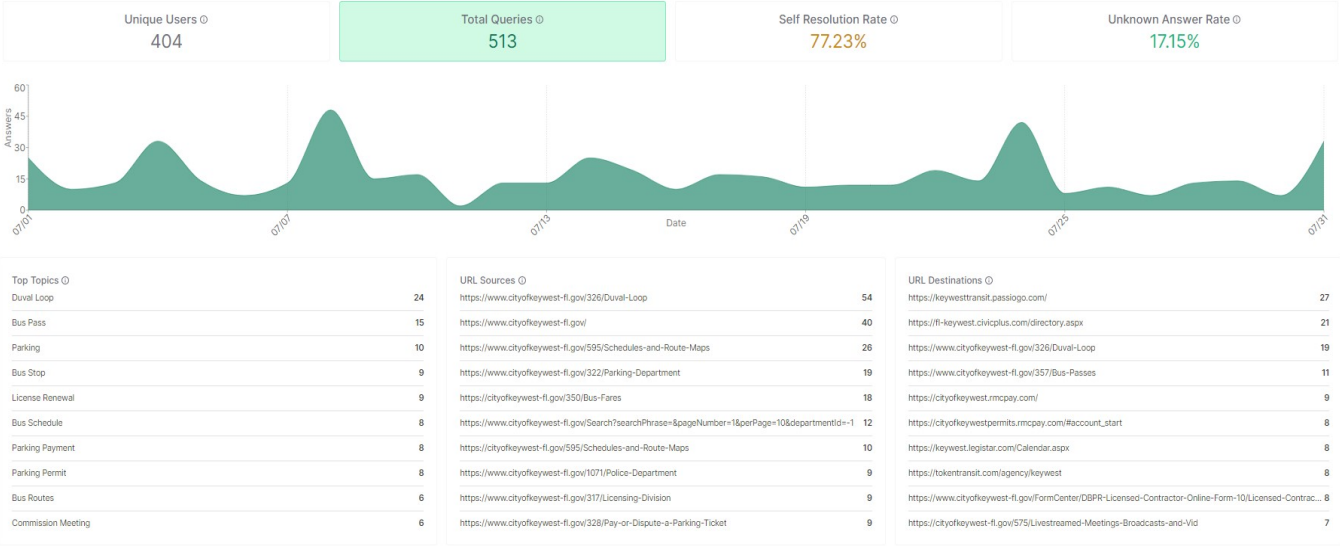 Unique Users
404
Total Queries
513
Self Resolution Rate
77.23%
Unknown Answer Rate
17.15%
Answers
60
45
30
15
0
07/01
07/07
07/13
Date
07/19
07/25
07/31
Top Topics
Duval Loop 24
Bus Pass 15
Parking 10
Bus Stop 9
License Renewal 9
Bus Schedule 8
Parking Payment 8
Parking Permit 8
Bus Routes 6
Commission Meeting 6
URL Sources
https://www.cityofkeywest-fl.gov/326/Duval-Loop 54
https://www.cityofkeywest-fl.gov/ 40
https://www.cityofkeywest-fl.gov/595/Schedules-and-Route-Maps 26
https://www.cityofkeywest-fl.gov/322/Parking-Department 19
https://cityofkeywest-fl.gov/350/Bus-Fares 18
https://www.cityofkeywest-fl.gov/Search?searchPhrase=&pageNumber=1&perPage=10&departmentId=-1 12
https://cityofkeywest-fl.gov/595/Schedules-and-Route-Maps 10
https://www.cityofkeywest-fl.gov/1071/Police-Department 9
https://www.cityofkeywest-fl.gov/317/Licensing-Division 9
https://www.cityofkeywest-fl.gov/328/Pay-or-Dispute-a-Parking-Ticket 9
URL Destinations
https://keywesttransit.passiogo.com/ 27
https://fl-keywest.civicplus.com/directory.aspx 21
https://www.cityofkeywest-fl.gov/326/Duval-Loop 19
https://www.cityofkeywest-fl.gov/357/Bus-Passes 11
https://cityofkeywest.rmcpay.com/ 9
https://cityofkeywestpermits.rmcpay.com/#account_start 8
https://keywest.legistar.com/Calendar.aspx 8
https://tokentransit.com/agency/keywest 8
https://www.cityofkeywest-fl.gov/FormCenter/DBPR-Licensed-Contractor-Online-Form-10/Licensed-Contrac... 8
https://cityofkeywest-fl.gov/575/Livestreamed-Meetings-Broadcasts-and-Vid 7